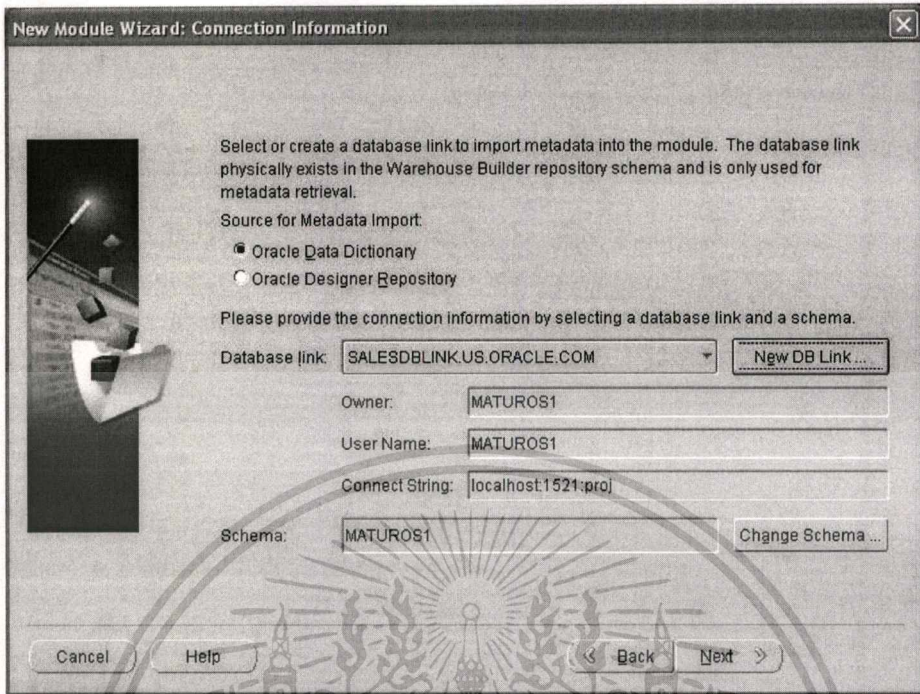 New Module Wizard: Connection Information
Select or create a database link to import metadata into the module. The database link
physically exists in the Warehouse Builder repository schema and is only used for
metadata retrieval.
Source for Metadata Import:
Oracle Data Dictionary
Oracle Designer Repository
Please provide the connection information by selecting a database link and a schema.
Database link: SALESDBLINK.US.ORACLE.COM New DB Link ...
Owner: MATUROS1
User Name: MATUROS1
Connect String: localhost:1521:proj
Schema: MATUROS1 Change Schema ...
Cancel Help Back Next